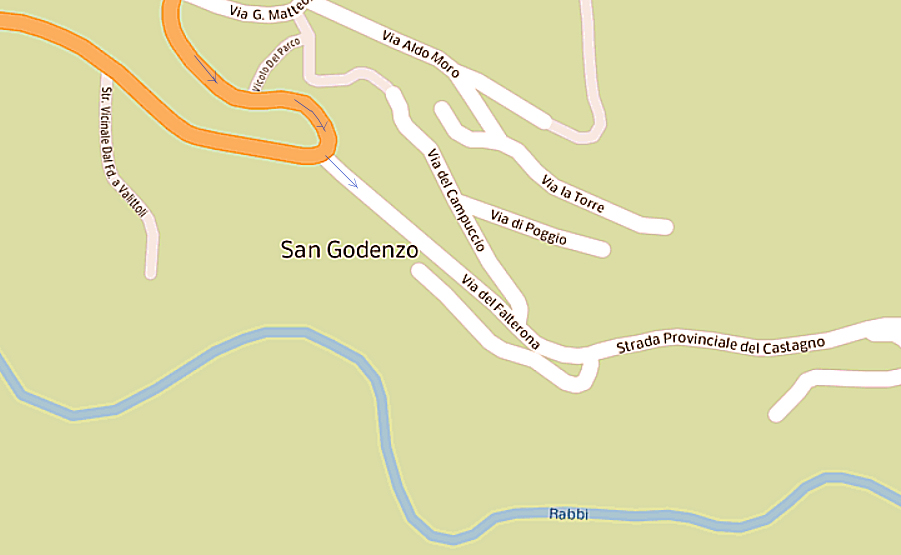 Via G. Matteo
Via Aldo Moro
Vicolo Del Parco
Str. Vicinale Dal Fd. a Valittoli
Via del Campuccio
Via la Torre
Via di Poggio
San Godenzo
Via del Falterona
Strada Provinciale del Castagno
Rabbi